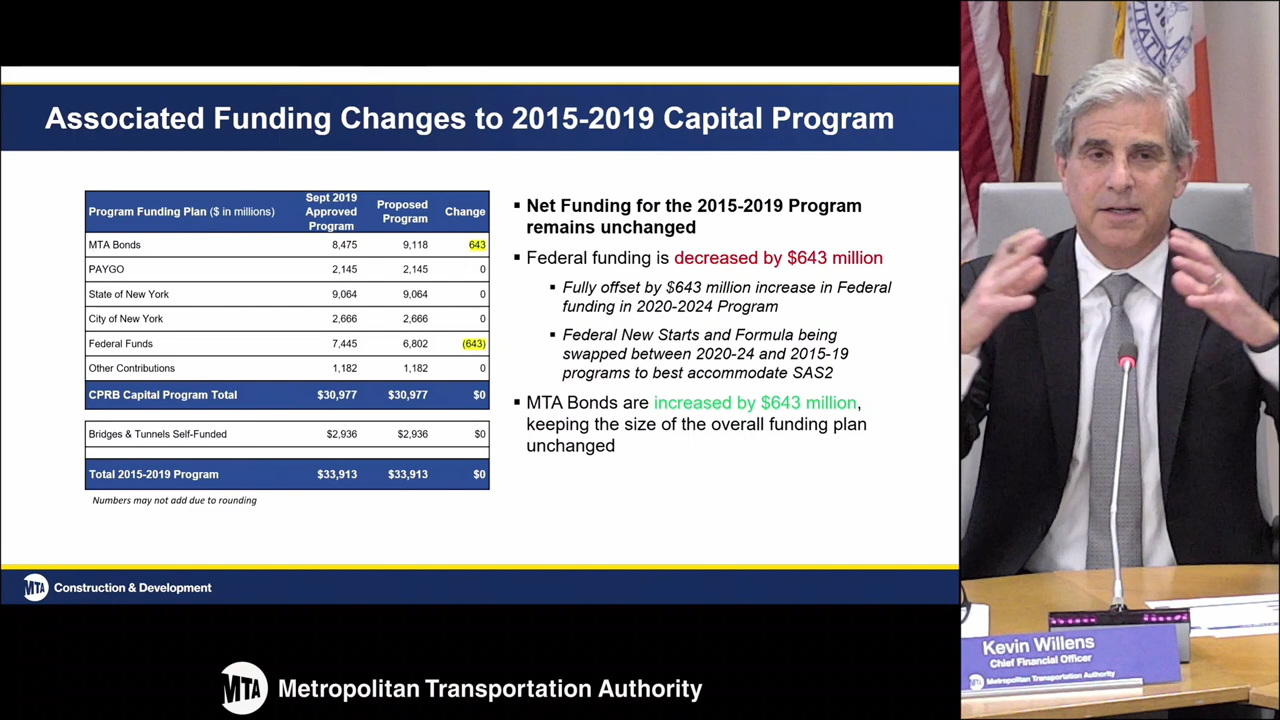 Associated Funding Changes to 2015-2019 Capital Program
Program Funding Plan ($ in millions) Sept 2019 Approved Program Proposed Program Change
MTA Bonds 8,475 9,118 643
PAYGO 2,145 2,145 0
State of New York 9,064 9,064 0
City of New York 2,666 2,666 0
Federal Funds 7,445 6,802 (643)
Other Contributions 1,182 1,182 0
CPRB Capital Program Total $30,977 $30,977 $0
Bridges & Tunnels Self-Funded $2,936 $2,936 $0
Total 2015-2019 Program $33,913 $33,913 $0
Numbers may not add due to rounding
▪ Net Funding for the 2015-2019 Program
remains unchanged
▪ Federal funding is decreased by $643 million
▪ Fully offset by $643 million increase in Federal
funding in 2020-2024 Program
▪ Federal New Starts and Formula being
swapped between 2020-24 and 2015-19
programs to best accommodate SAS2
▪ MTA Bonds are increased by $643 million,
keeping the size of the overall funding plan
unchanged
MTA Construction & Development
MTA Metropolitan Transportation Authority
Kevin Willens
Chief Financial Officer
MTA Metropolitan Transportation Authority